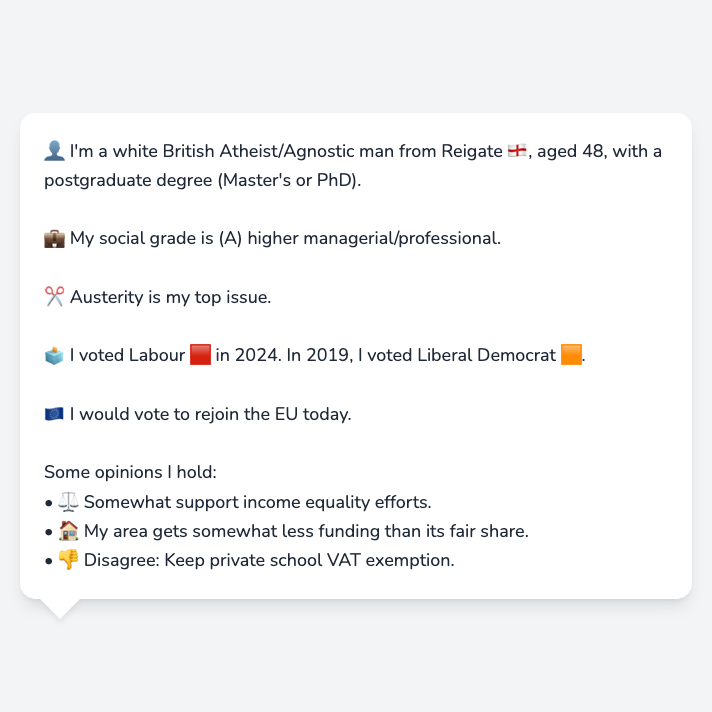 👤 I'm a white British Atheist/Agnostic man from Reigate 🏴󠁧󠁢󠁥󠁮󠁧󠁿, aged 48, with a
postgraduate degree (Master's or PhD).
💼 My social grade is (A) higher managerial/professional.
✂️ Austerity is my top issue.
🗳️ I voted Labour 🟥 in 2024. In 2019, I voted Liberal Democrat 🟧.
🇪🇺 I would vote to rejoin the EU today.
Some opinions I hold:
• ⚖️ Somewhat support income equality efforts.
• 🏠 My area gets somewhat less funding than its fair share.
• 👎 Disagree: Keep private school VAT exemption.